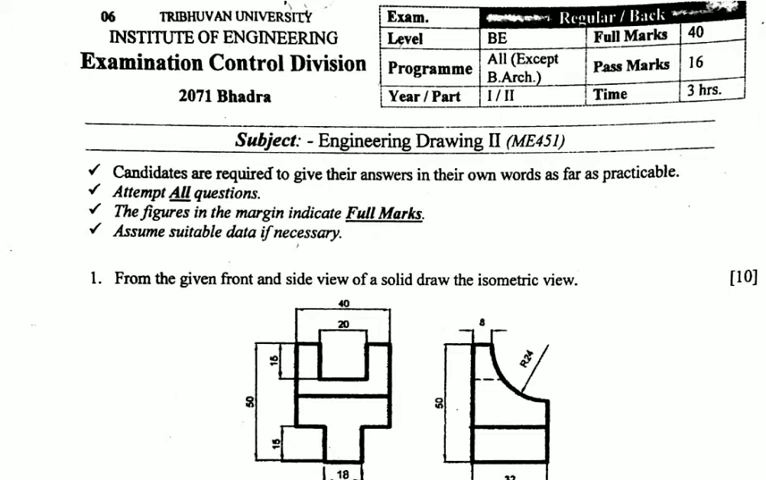 06 TRIBHUVAN UNIVERSITY
INSTITUTE OF ENGINEERING
Examination Control Division
2071 Bhadra
Exam. Regular / Back
Level BE Full Marks 40
Programme All (Except B.Arch.) Pass Marks 16
Year / Part I / II Time 3 hrs.
Subject: - Engineering Drawing II (ME451)
✓ Candidates are required to give their answers in their own words as far as practicable.
✓ Attempt All questions.
✓ The figures in the margin indicate Full Marks.
✓ Assume suitable data if necessary.
1. From the given front and side view of a solid draw the isometric view. [10]
40
20
15
50
15
18
8
R24
50
32